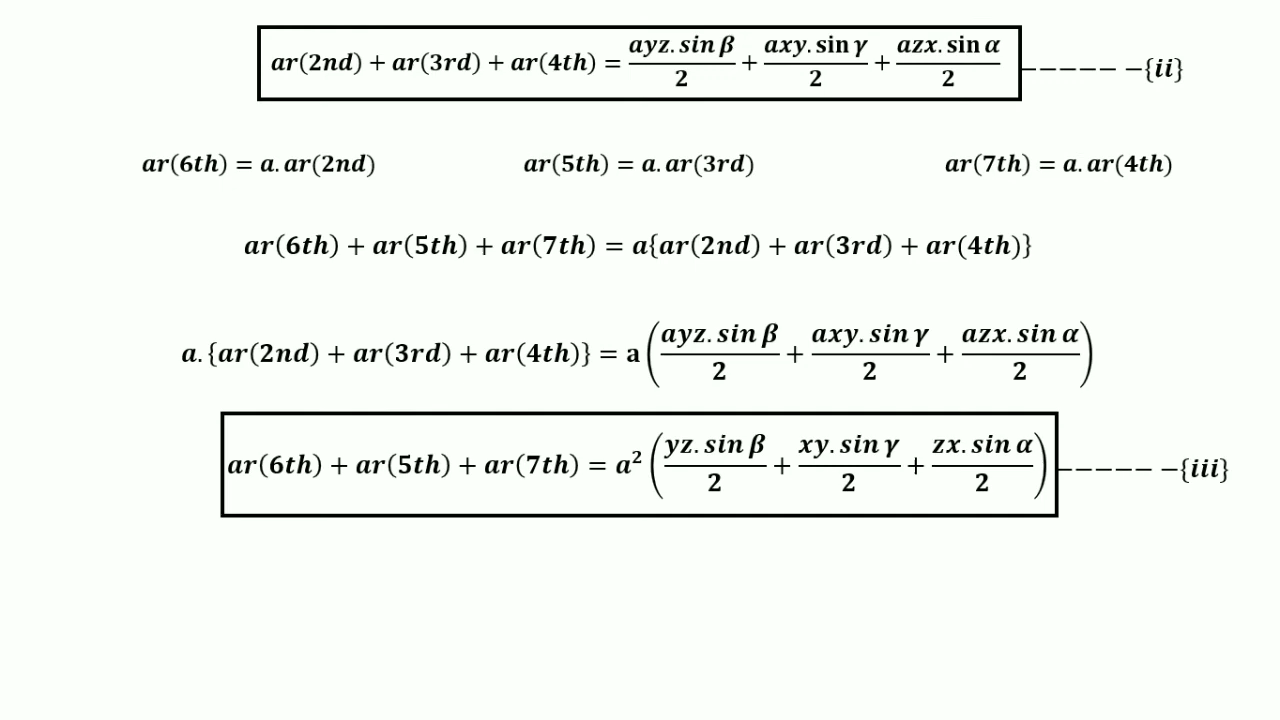 ar(2nd) + ar(3rd) + ar(4th) = ayz.sin β/2 + axy.sin γ/2 + azx.sin α/2 ----- -{ii}
ar(6th) = a.ar(2nd) ar(5th) = a.ar(3rd) ar(7th) = a.ar(4th)
ar(6th) + ar(5th) + ar(7th) = a{ar(2nd) + ar(3rd) + ar(4th)}
a.{ar(2nd) + ar(3rd) + ar(4th)} = a(ayz.sin β/2 + axy.sin γ/2 + azx.sin α/2)
ar(6th) + ar(5th) + ar(7th) = a²(yz.sin β/2 + xy.sin γ/2 + zx.sin α/2) ----- -{iii}